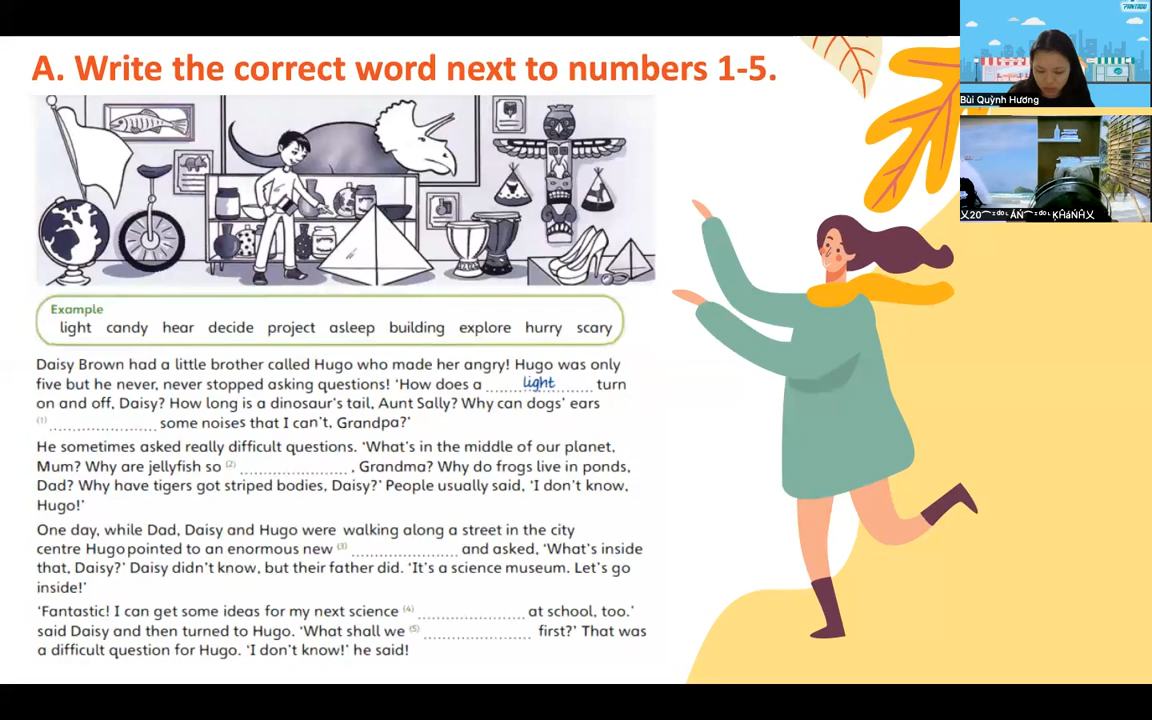 A. Write the correct word next to numbers 1-5.
PANTADO
Bùi Quỳnh Hương
Example
light candy hear decide project asleep building explore hurry scary
Daisy Brown had a little brother called Hugo who made her angry! Hugo was only
five but he never, never stopped asking questions! 'How does a light turn
on and off, Daisy? How long is a dinosaur's tail, Aunt Sally? Why can dogs' ears
(1) .................... some noises that I can't, Grandpa?'
He sometimes asked really difficult questions. 'What's in the middle of our planet,
Mum? Why are jellyfish so (2) .................... , Grandma? Why do frogs live in ponds,
Dad? Why have tigers got striped bodies, Daisy?' People usually said, 'I don't know,
Hugo!'
One day, while Dad, Daisy and Hugo were walking along a street in the city
centre Hugo pointed to an enormous new (3) .................... and asked, 'What's inside
that, Daisy?' Daisy didn't know, but their father did. 'It's a science museum. Let's go
inside!'
'Fantastic! I can get some ideas for my next science (4) .................... at school, too.'
said Daisy and then turned to Hugo. 'What shall we (5) .................... first?' That was
a difficult question for Hugo. 'I don't know!' he said!